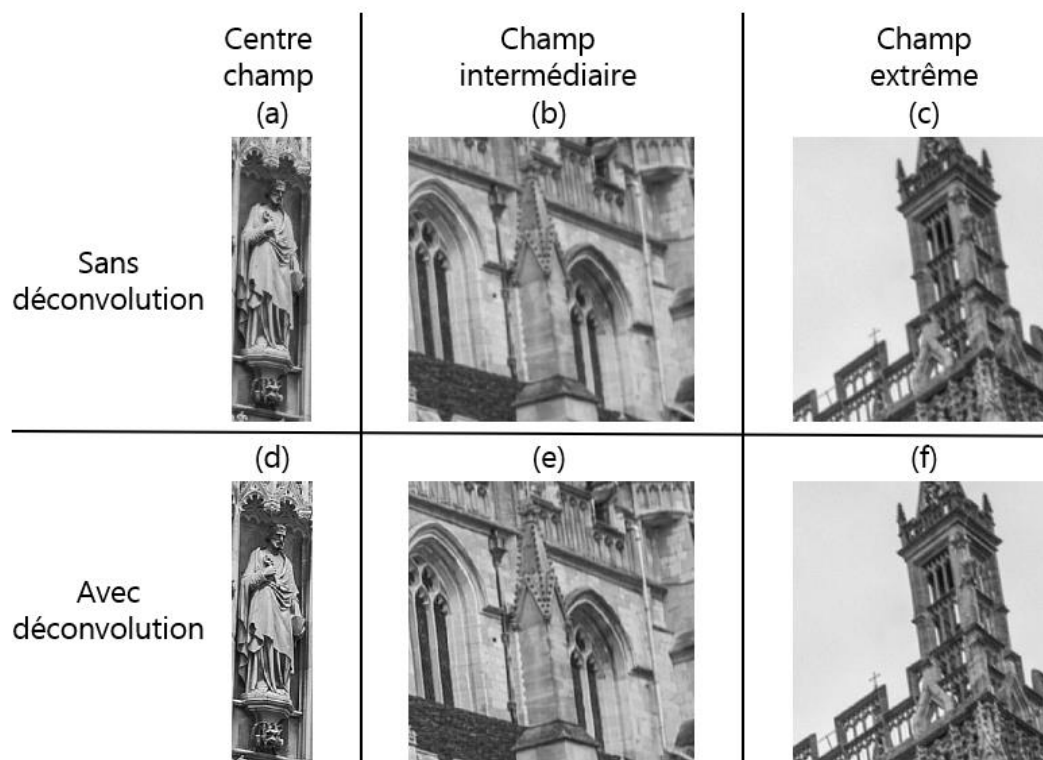 Centre
champ
(a)
Champ
intermédiaire
(b)
Champ
extrême
(c)
Sans
déconvolution
(d)
(e)
(f)
Avec
déconvolution